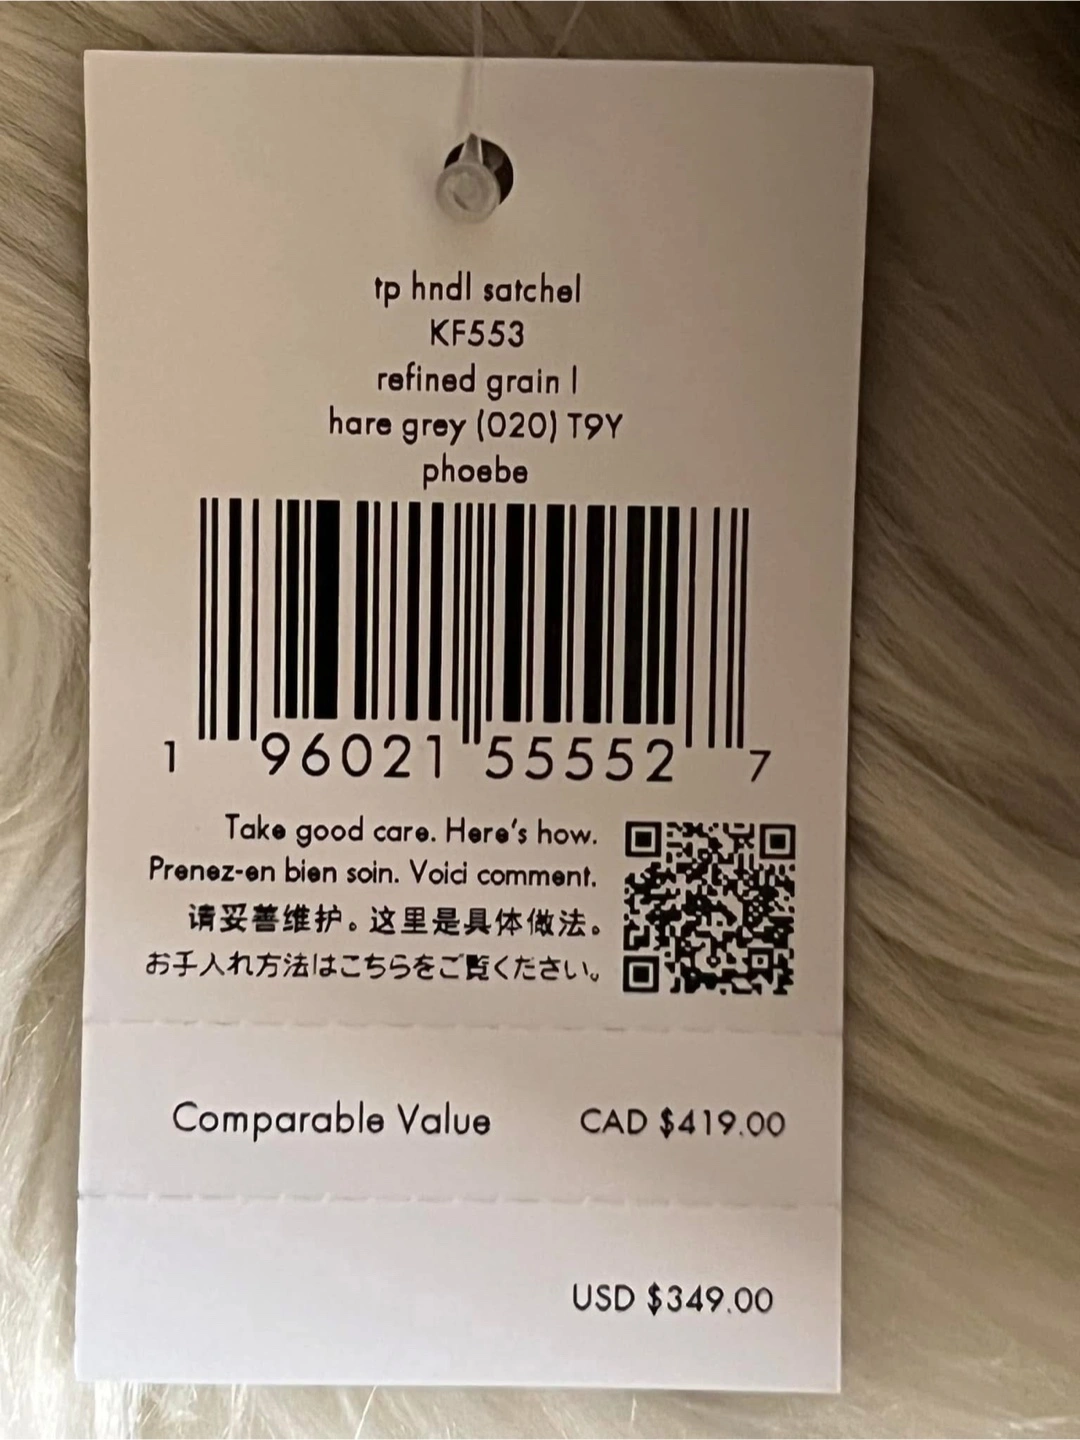 tp hndl satchel
KF553
refined grain l
hare grey (020) T9Y
phoebe
1 96021 55552 7
Take good care. Here's how.
Prenez-en bien soin. Voici comment.
请妥善维护。这里是具体做法。
お手入れ方法はこちらをご覧ください。
Comparable Value CAD $419.00
USD $349.00